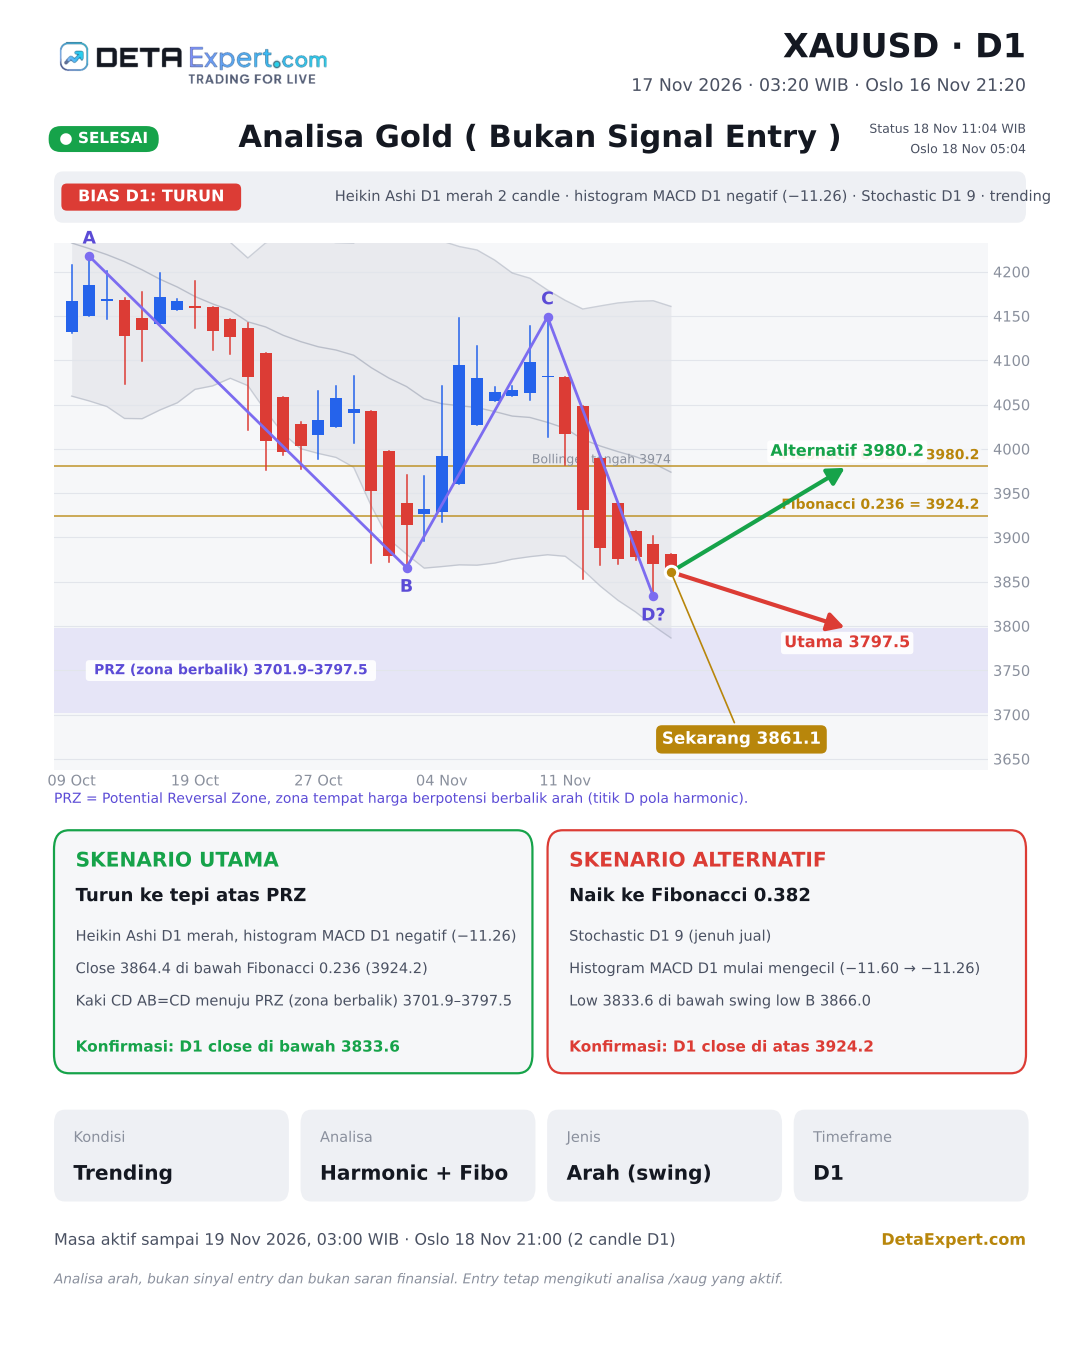 DETA Expert.com
TRADING FOR LIVE
XAUUSD · D1
17 Nov 2026 · 03:20 WIB · Oslo 16 Nov 21:20
SELESAI
Analisa Gold ( Bukan Signal Entry )
Status 18 Nov 11:04 WIB
Oslo 18 Nov 05:04
BIAS D1: TURUN
Heikin Ashi D1 merah 2 candle · histogram MACD D1 negatif (−11.26) · Stochastic D1 9 · trending
A
C
B
D?
4200
4150
4100
4050
4000
3950
3900
3850
3800
3750
3700
3650
Bollinger tengah 3974
Alternatif 3980.2
3980.2
Fibonacci 0.236 = 3924.2
Utama 3797.5
PRZ (zona berbalik) 3701.9–3797.5
Sekarang 3861.1
09 Oct
19 Oct
27 Oct
04 Nov
11 Nov
PRZ = Potential Reversal Zone, zona tempat harga berpotensi berbalik arah (titik D pola harmonic).
SKENARIO UTAMA
Turun ke tepi atas PRZ
Heikin Ashi D1 merah, histogram MACD D1 negatif (−11.26)
Close 3864.4 di bawah Fibonacci 0.236 (3924.2)
Kaki CD AB=CD menuju PRZ (zona berbalik) 3701.9–3797.5
Konfirmasi: D1 close di bawah 3833.6
SKENARIO ALTERNATIF
Naik ke Fibonacci 0.382
Stochastic D1 9 (jenuh jual)
Histogram MACD D1 mulai mengecil (−11.60 → −11.26)
Low 3833.6 di bawah swing low B 3866.0
Konfirmasi: D1 close di atas 3924.2
Kondisi
Trending
Analisa
Harmonic + Fibo
Jenis
Arah (swing)
Timeframe
D1
Masa aktif sampai 19 Nov 2026, 03:00 WIB · Oslo 18 Nov 21:00 (2 candle D1)
DetaExpert.com
Analisa arah, bukan sinyal entry dan bukan saran finansial. Entry tetap mengikuti analisa /xaug yang aktif.